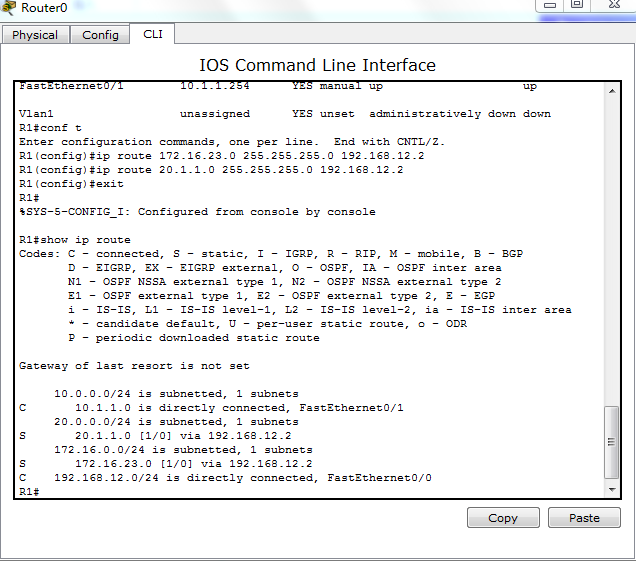 Router0
Physical Config CLI
IOS Command Line Interface
FastEthernet0/1 10.1.1.254 YES manual up up
Vlan1 unassigned YES unset administratively down down
R1#conf t
Enter configuration commands, one per line. End with CNTL/Z.
R1(config)#ip route 172.16.23.0 255.255.255.0 192.168.12.2
R1(config)#ip route 20.1.1.0 255.255.255.0 192.168.12.2
R1(config)#exit
R1#
%SYS-5-CONFIG_I: Configured from console by console
R1#show ip route
Codes: C - connected, S - static, I - IGRP, R - RIP, M - mobile, B - BGP
D - EIGRP, EX - EIGRP external, O - OSPF, IA - OSPF inter area
N1 - OSPF NSSA external type 1, N2 - OSPF NSSA external type 2
E1 - OSPF external type 1, E2 - OSPF external type 2, E - EGP
i - IS-IS, L1 - IS-IS level-1, L2 - IS-IS level-2, ia - IS-IS inter area
* - candidate default, U - per-user static route, o - ODR
P - periodic downloaded static route
Gateway of last resort is not set
10.0.0.0/24 is subnetted, 1 subnets
C 10.1.1.0 is directly connected, FastEthernet0/1
20.0.0.0/24 is subnetted, 1 subnets
S 20.1.1.0 [1/0] via 192.168.12.2
172.16.0.0/24 is subnetted, 1 subnets
S 172.16.23.0 [1/0] via 192.168.12.2
C 192.168.12.0/24 is directly connected, FastEthernet0/0
R1#
Copy Paste